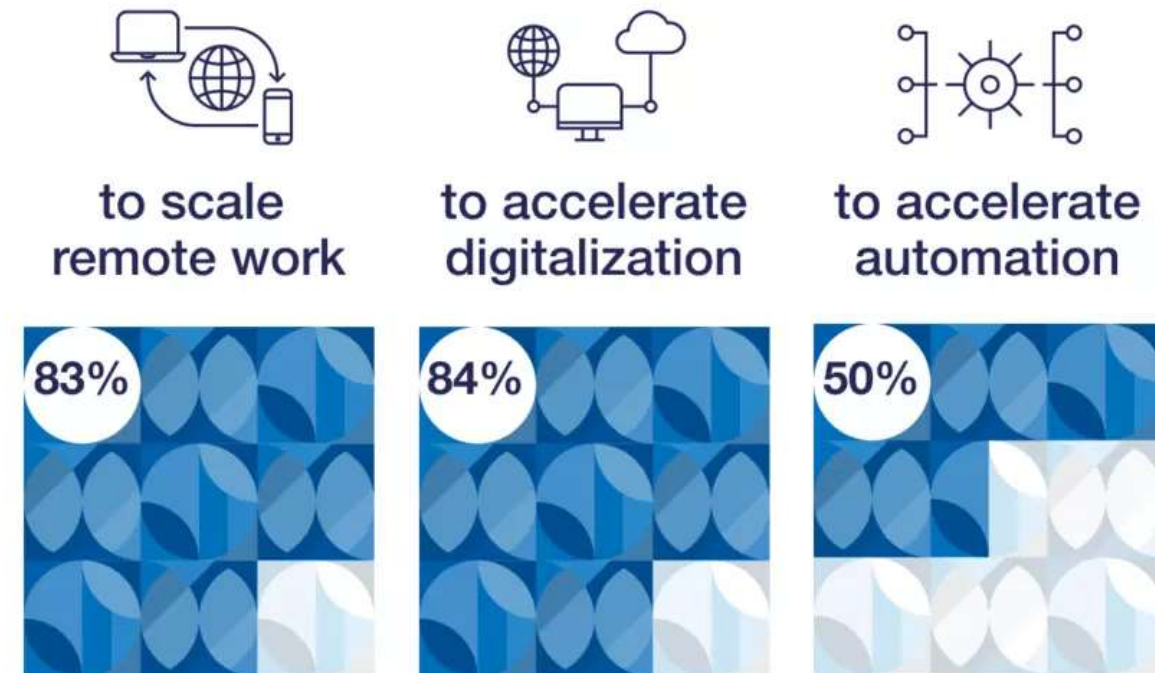 to scale
remote work
to accelerate
digitalization
to accelerate
automation
83%
84%
50%